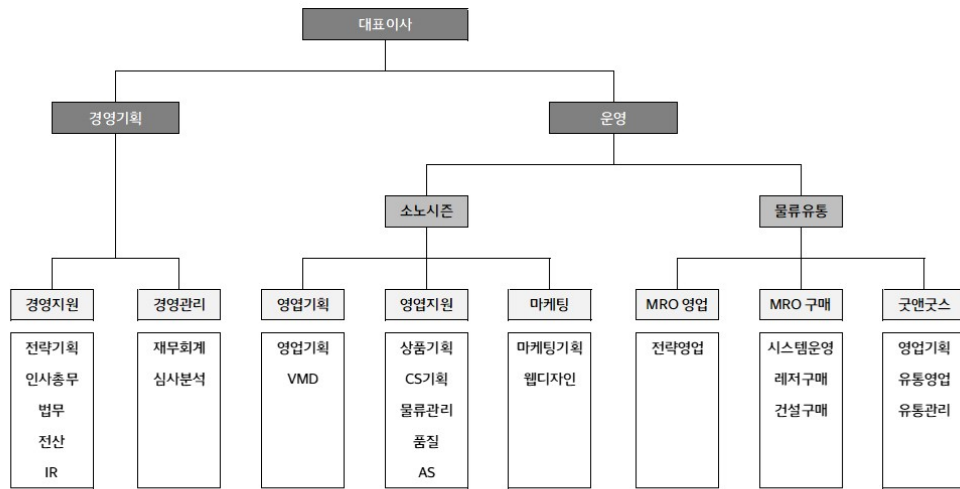 대표이사
경영기획
운영
소노시즌
물류유통
경영지원
경영관리
영업기획
영업지원
마케팅
MRO 영업
MRO 구매
굿앤굿스
전략기획
인사총무
법무
전산
IR
재무회계
심사분석
영업기획
VMD
상품기획
CS기획
물류관리
품질
AS
마케팅기획
웹디자인
전략영업
시스템운영
레저구매
건설구매
영업기획
유통영업
유통관리